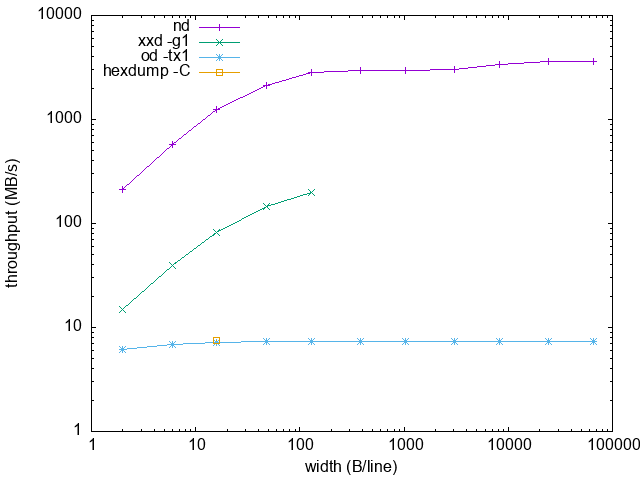 10000
1000
100
10
1
throughput (MB/s)
nd
xxd -g1
od -tx1
hexdump -C
1 10 100 1000 10000 100000
width (B/line)